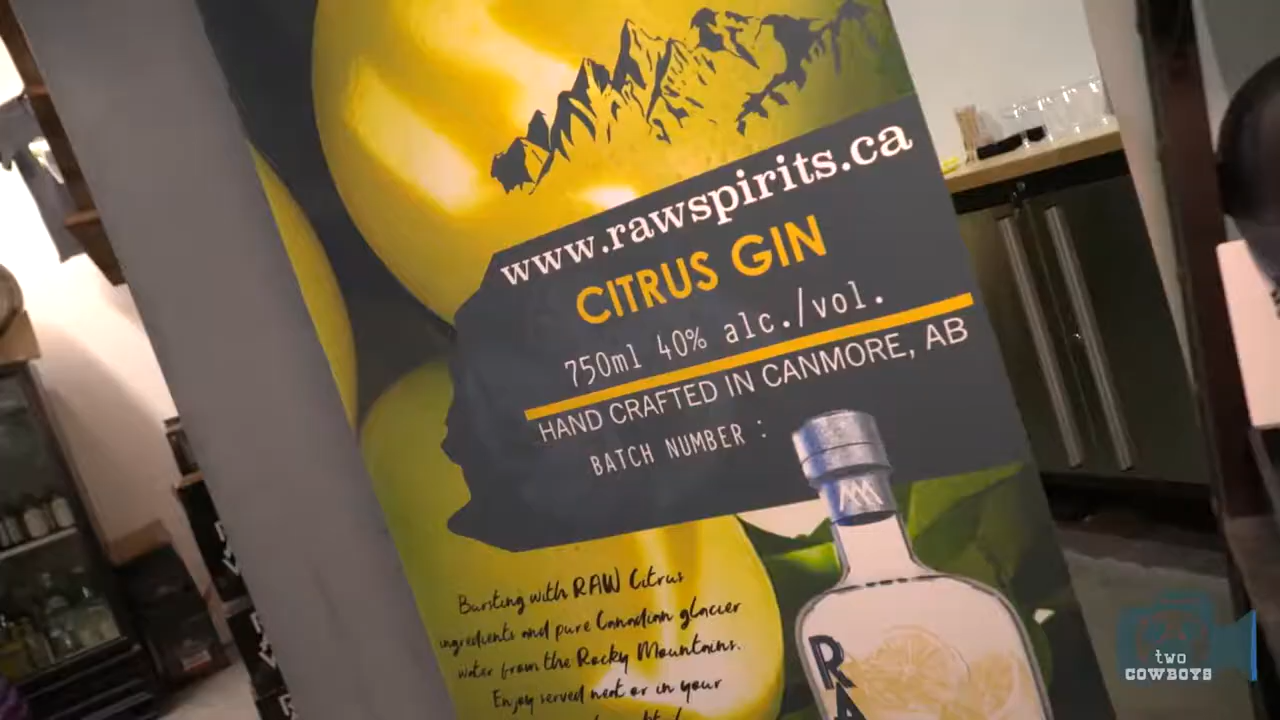 www.rawspirits.ca
CITRUS GIN
750ml 40% alc./vol.
HAND CRAFTED IN CANMORE, AB
BATCH NUMBER :
Bursting with RAW Citrus
ingredients and pure Canadian glacier
water from the Rocky Mountains.
Enjoy served neat or in your
RA
two
COWBOYS